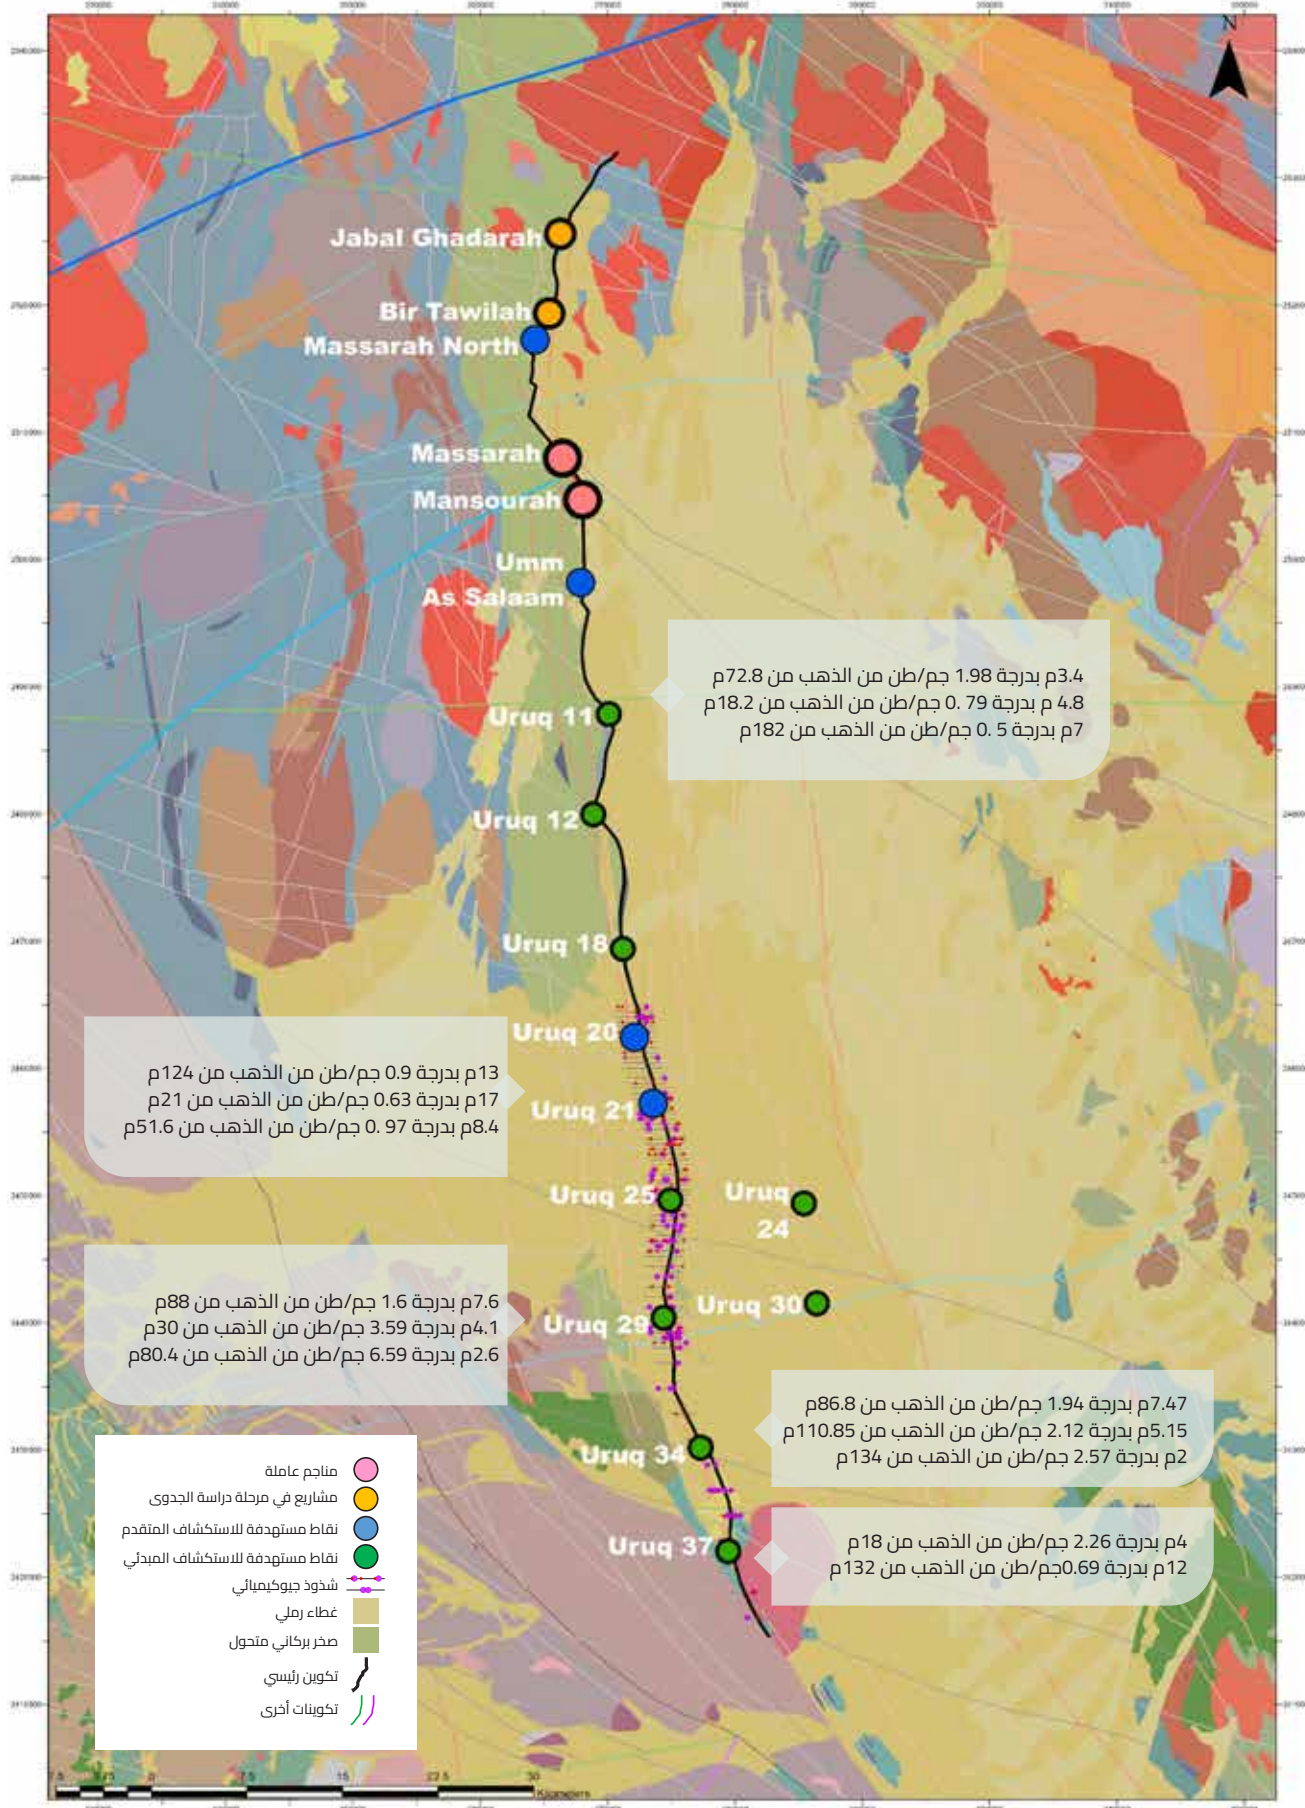 N
Jabal Ghadarah
Bir Tawilah
Massarah North
Massarah
Mansourah
Umm
As Salaam
3.4م بدرجة 1.98 جم/طن من الذهب من 72.8م
4.8 م بدرجة 79 .0 جم/طن من الذهب من 18.2م
7م بدرجة 5 .0 جم/طن من الذهب من 182م
Uruq 11
Uruq 12
Uruq 18
Uruq 20
13م بدرجة 0.9 جم/طن من الذهب من 124م
17م بدرجة 0.63 جم/طن من الذهب من 21م
8.4م بدرجة 97 .0 جم/طن من الذهب من 51.6م
Uruq 21
Uruq 25
Uruq
24
Uruq 30
Uruq 29
7.6م بدرجة 1.6 جم/طن من الذهب من 88م
4.1م بدرجة 3.59 جم/طن من الذهب من 30م
2.6م بدرجة 6.59 جم/طن من الذهب من 80.4م
7.47م بدرجة 1.94 جم/طن من الذهب من 86.8م
5.15م بدرجة 2.12 جم/طن من الذهب من 110.85م
2م بدرجة 2.57 جم/طن من الذهب من 134م
Uruq 34
Uruq 37
4م بدرجة 2.26 جم/طن من الذهب من 18م
12م بدرجة 0.69جم/طن من الذهب من 132م
مناجم عاملة
مشاريع في مرحلة دراسة الجدوى
نقاط مستهدفة للاستكشاف المتقدم
نقاط مستهدفة للاستكشاف المبدئي
شذوذ جيوكيميائي
غطاء رملي
صخر بركاني متحول
تكوين رئيسي
تكوينات أخرى
7.5 3.75 0 7.5 15 22.5 30
Kilometers